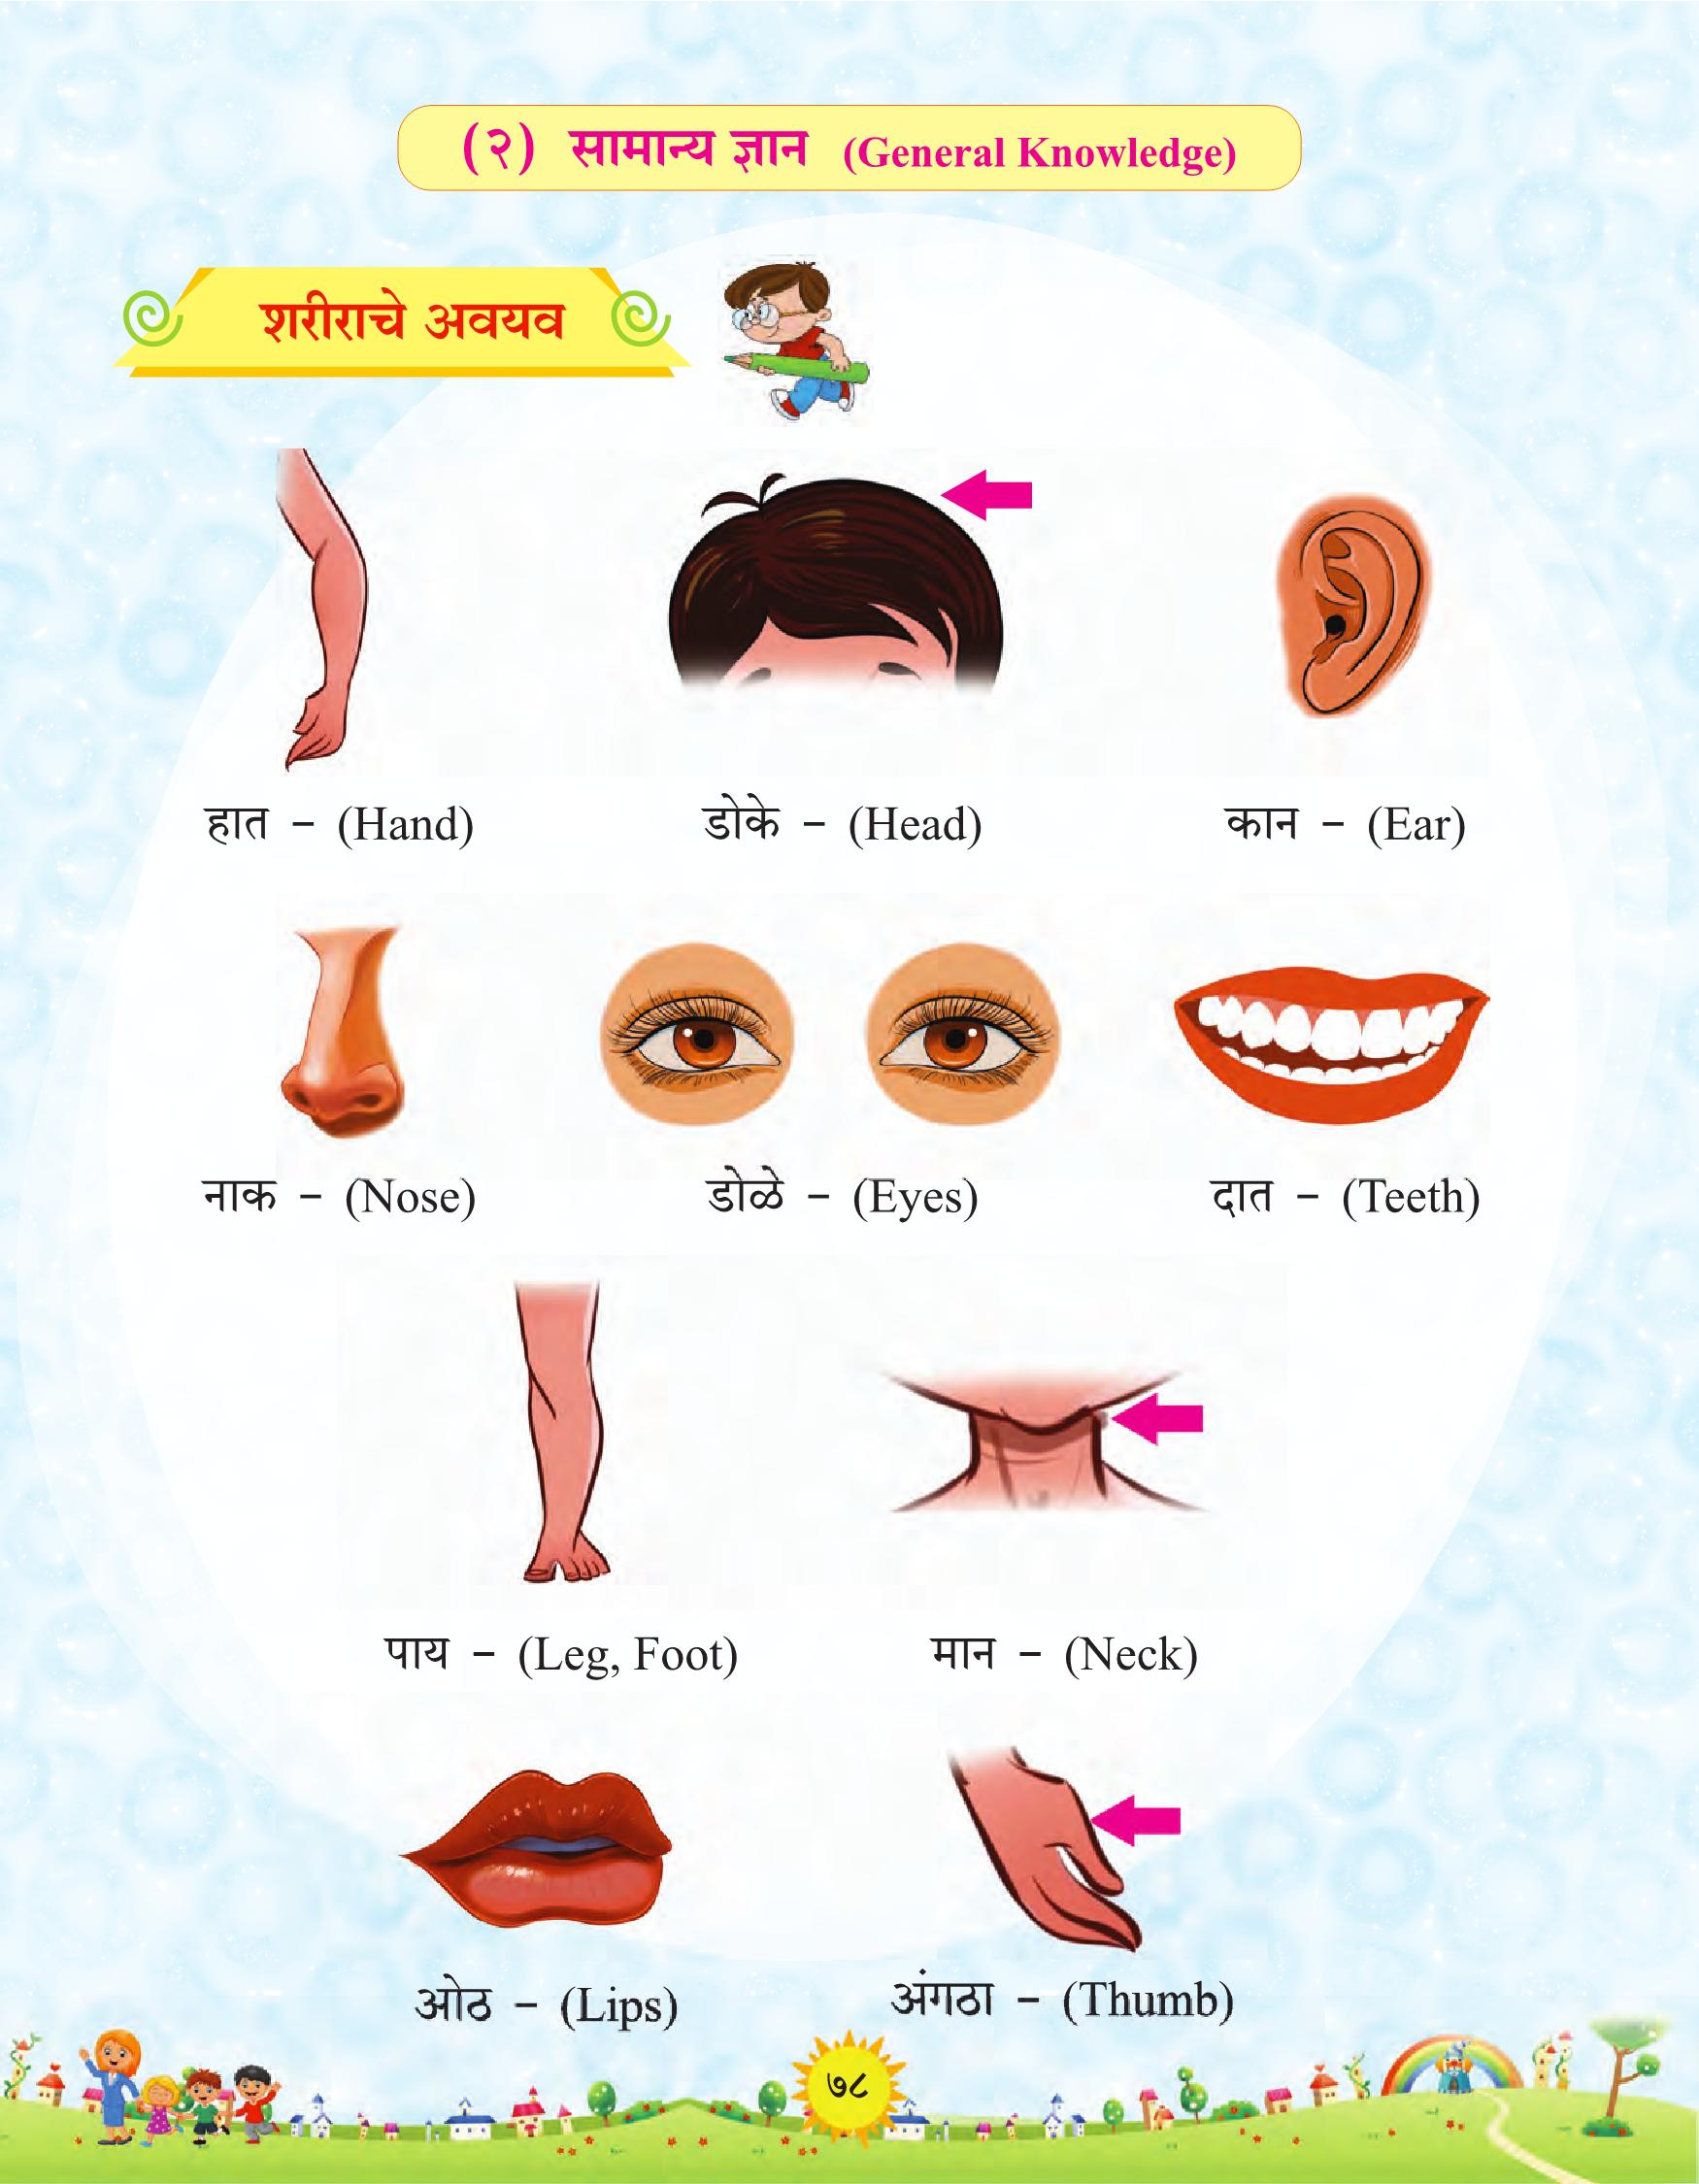 (२) सामान्य ज्ञान (General Knowledge)
शरीराचे अवयव
हात – (Hand)
डोके – (Head)
कान – (Ear)
नाक – (Nose)
डोळे – (Eyes)
दात – (Teeth)
पाय – (Leg, Foot)
मान – (Neck)
ओठ – (Lips)
अंगठा – (Thumb)
७८